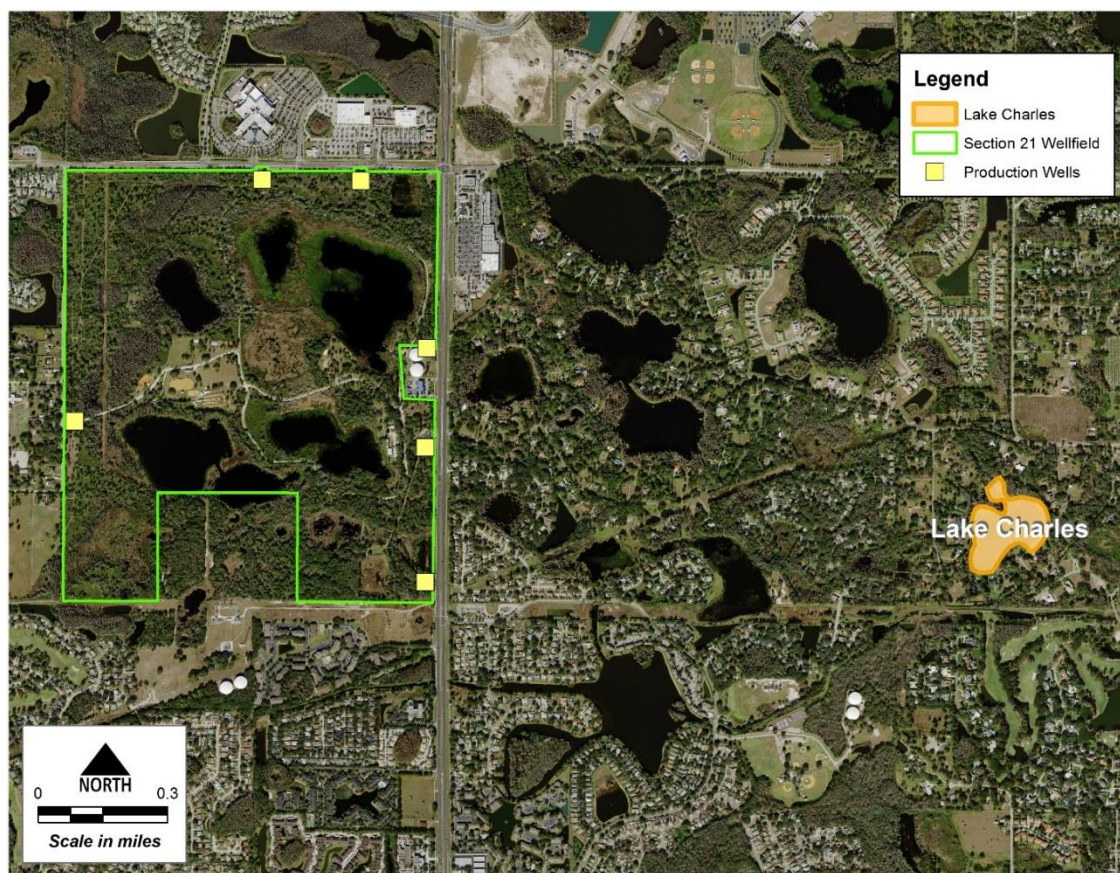 Legend
Lake Charles
Section 21 Wellfield
Production Wells
Lake Charles
NORTH
0 0.3
Scale in miles